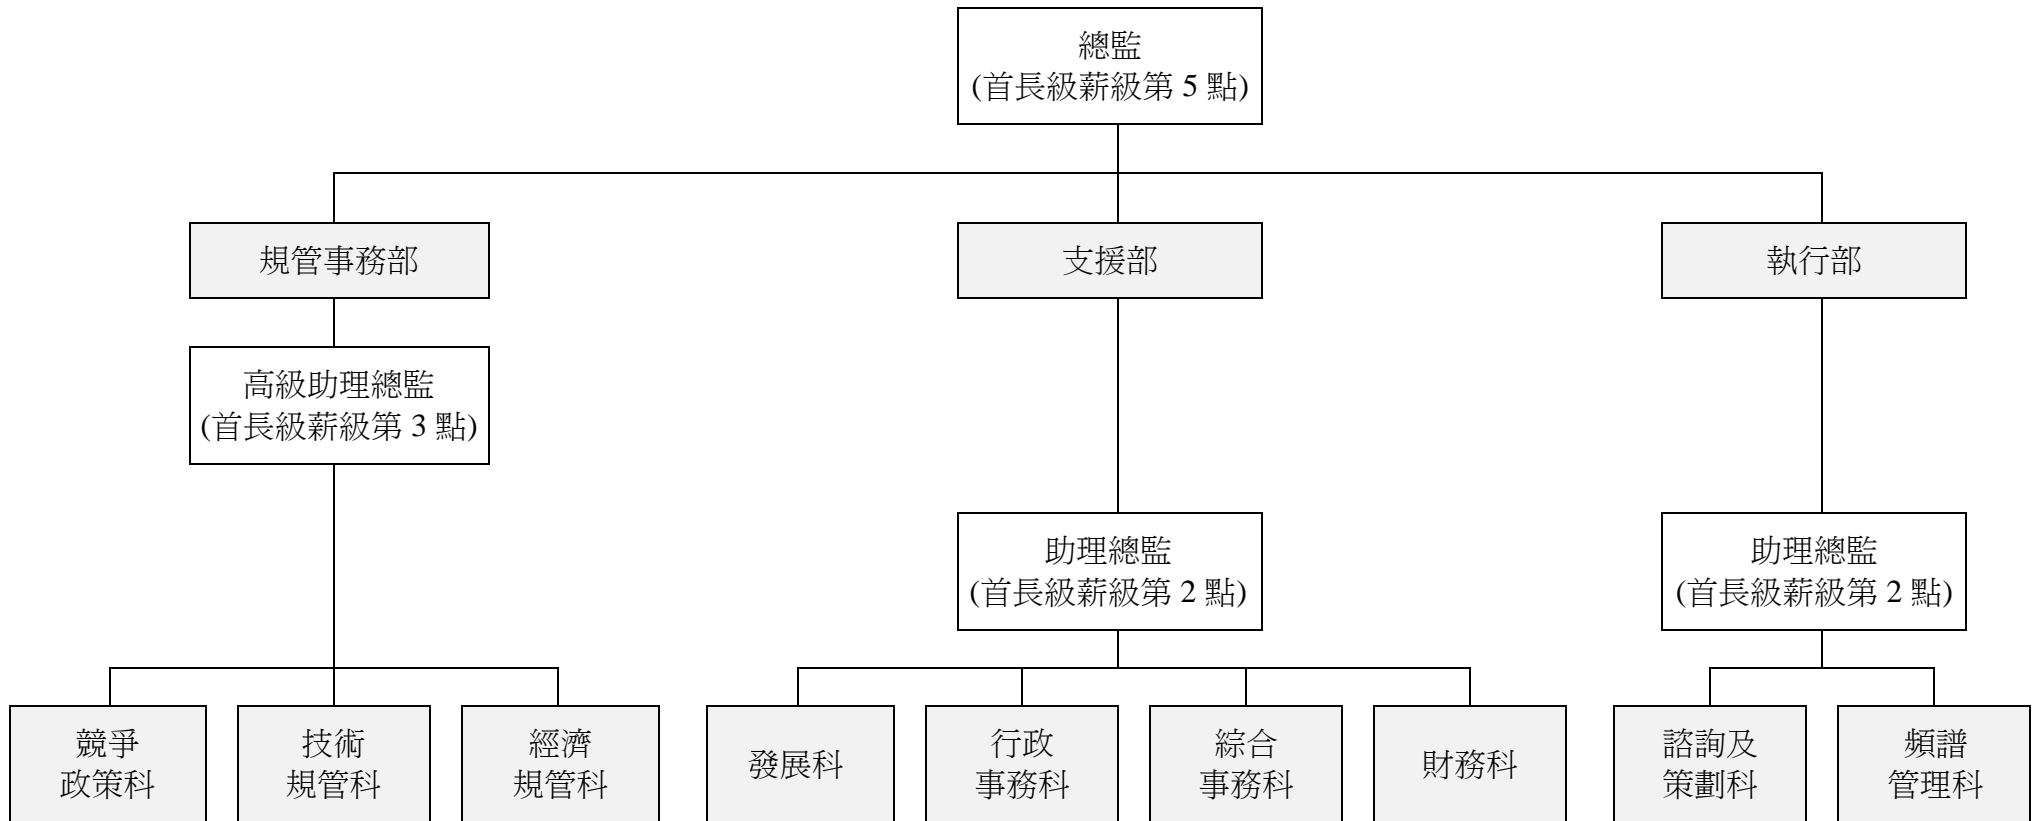 總監
(首長級薪級第 5 點)
規管事務部
支援部
執行部
高級助理總監
(首長級薪級第 3 點)
助理總監
(首長級薪級第 2 點)
助理總監
(首長級薪級第 2 點)
競爭
政策科
技術
規管科
經濟
規管科
發展科
行政
事務科
綜合
事務科
財務科
諮詢及
策劃科
頻譜
管理科